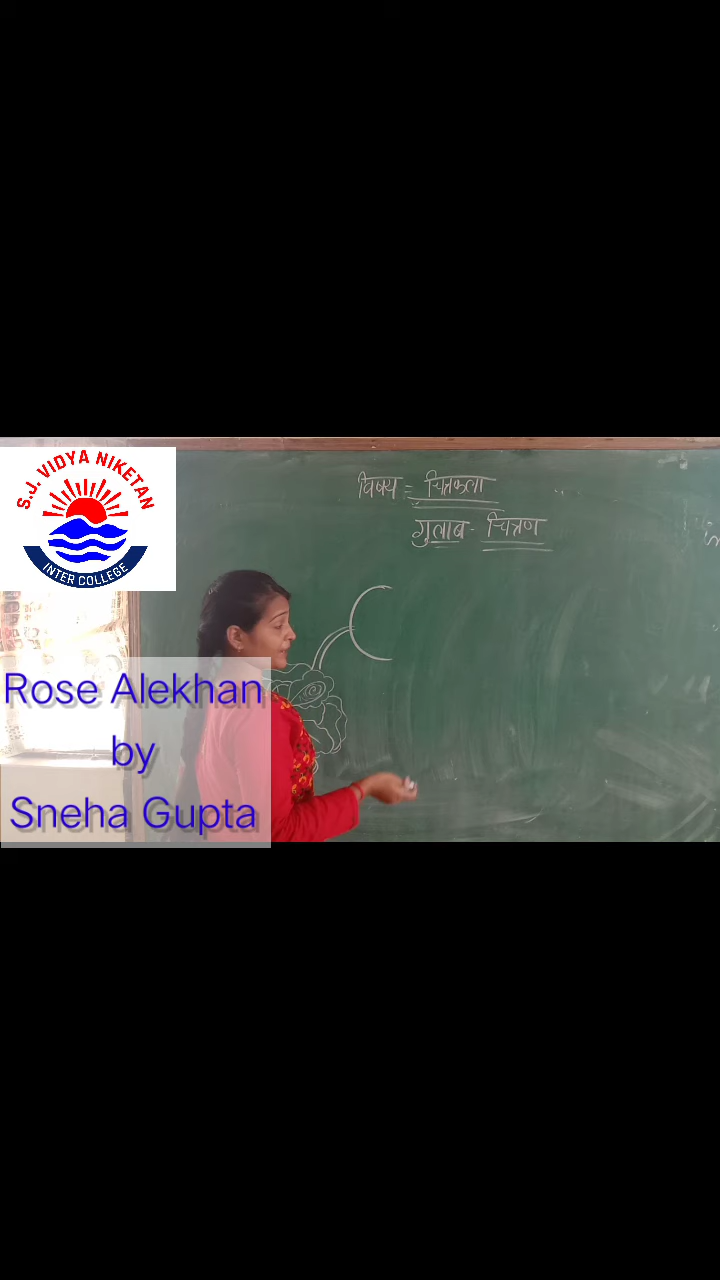 S.J. VIDYA NIKETAN
INTER COLLEGE
विषय = चित्रकला
गुलाब - चित्रण
Rose Alekhan
by
Sneha Gupta